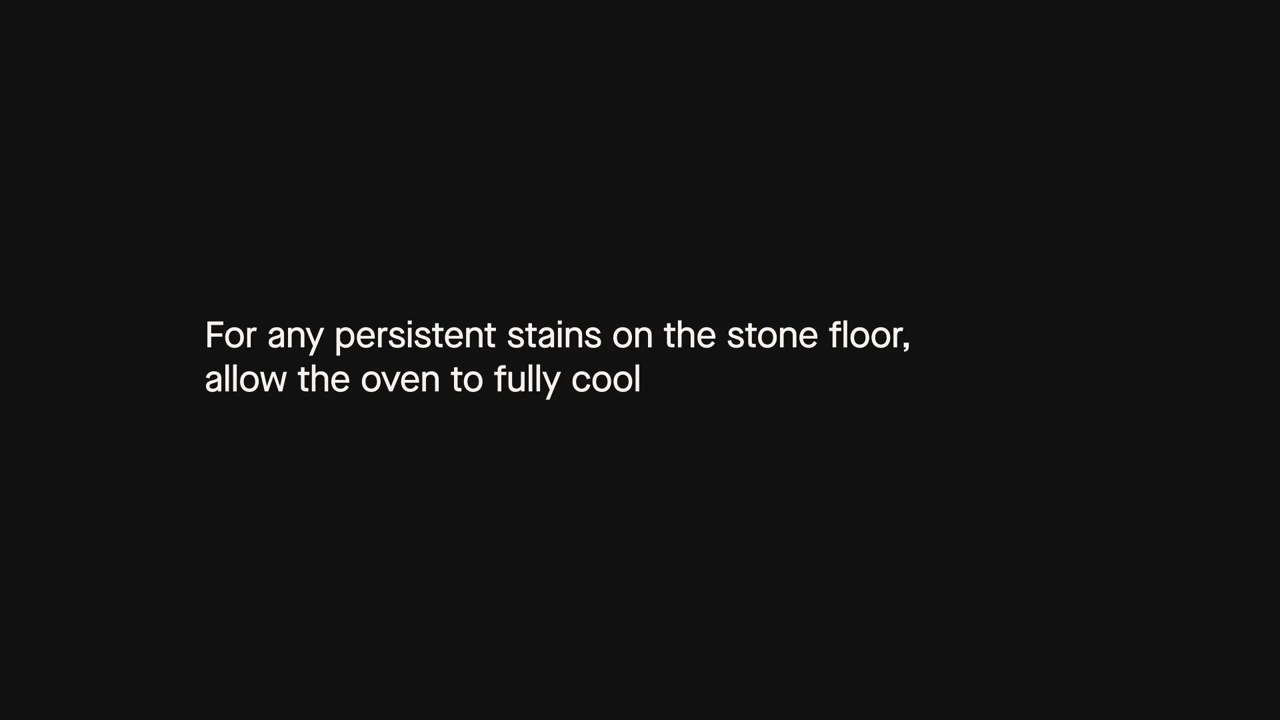 For any persistent stains on the stone floor,
allow the oven to fully cool